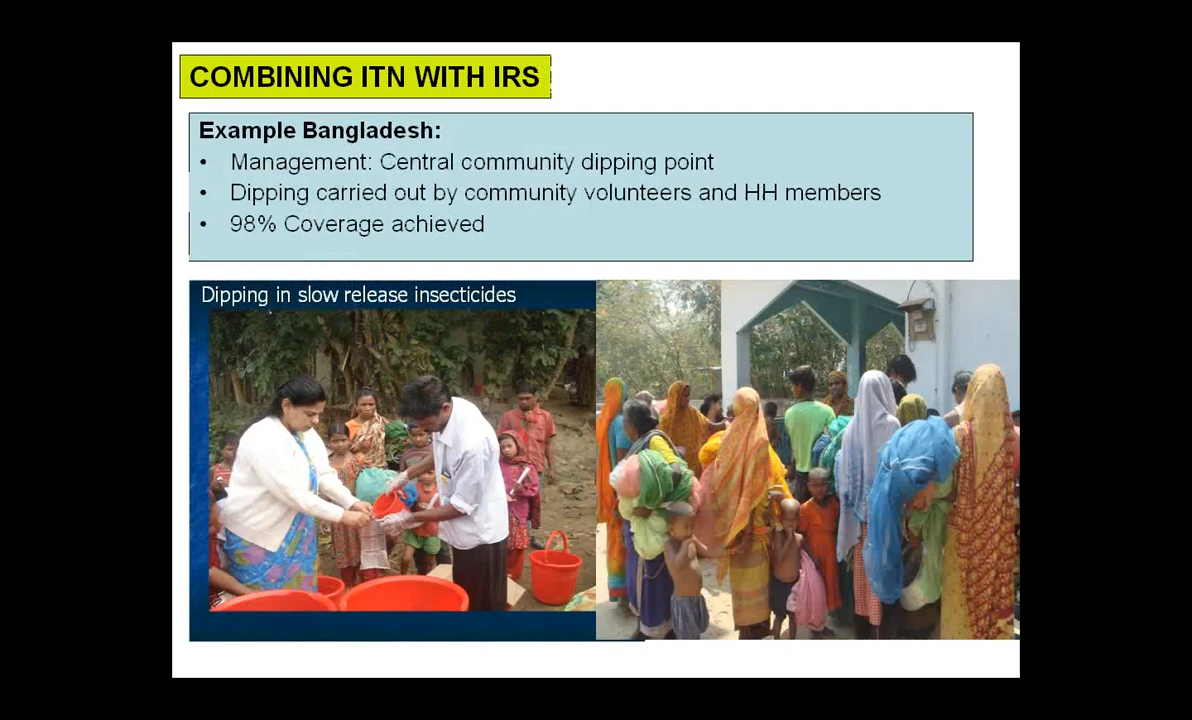 COMBINING ITN WITH IRS
Example Bangladesh:
• Management: Central community dipping point
• Dipping carried out by community volunteers and HH members
• 98% Coverage achieved
Dipping in slow release insecticides